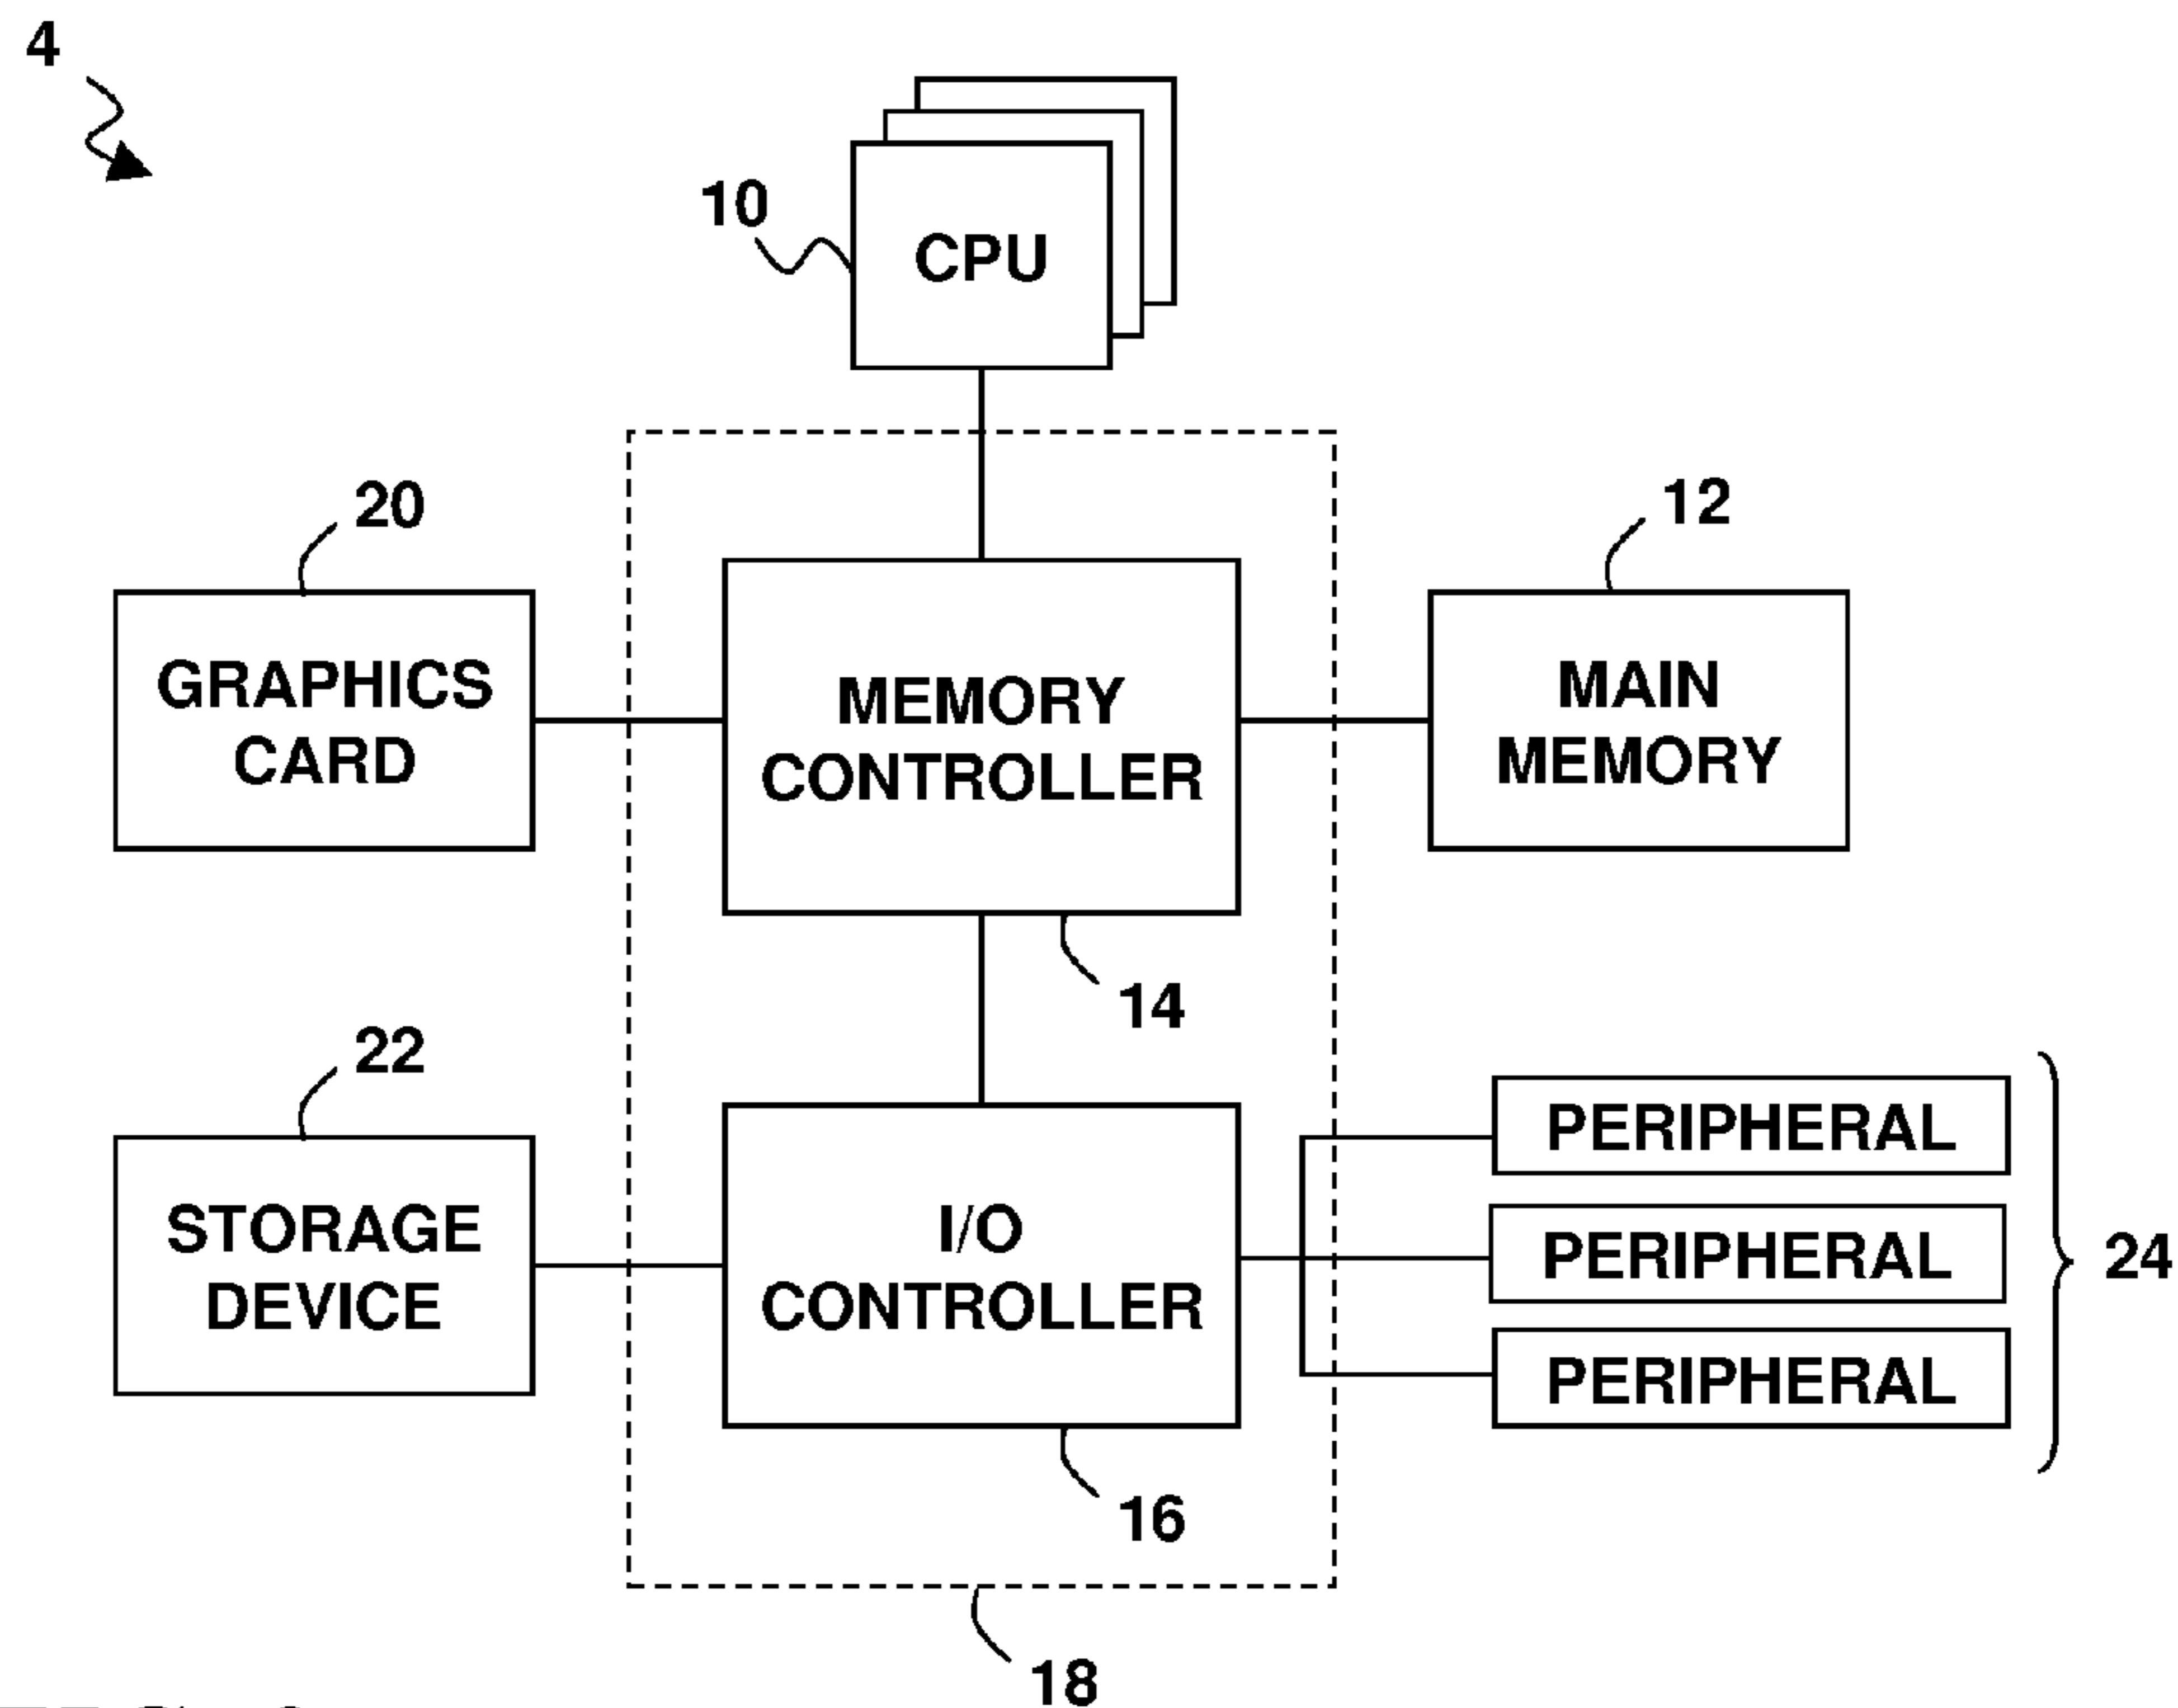 4
10
CPU
20
12
GRAPHICS
CARD
MEMORY
CONTROLLER
MAIN
MEMORY
14
22
STORAGE
DEVICE
I/O
CONTROLLER
PERIPHERAL
PERIPHERAL
PERIPHERAL
24
16
18